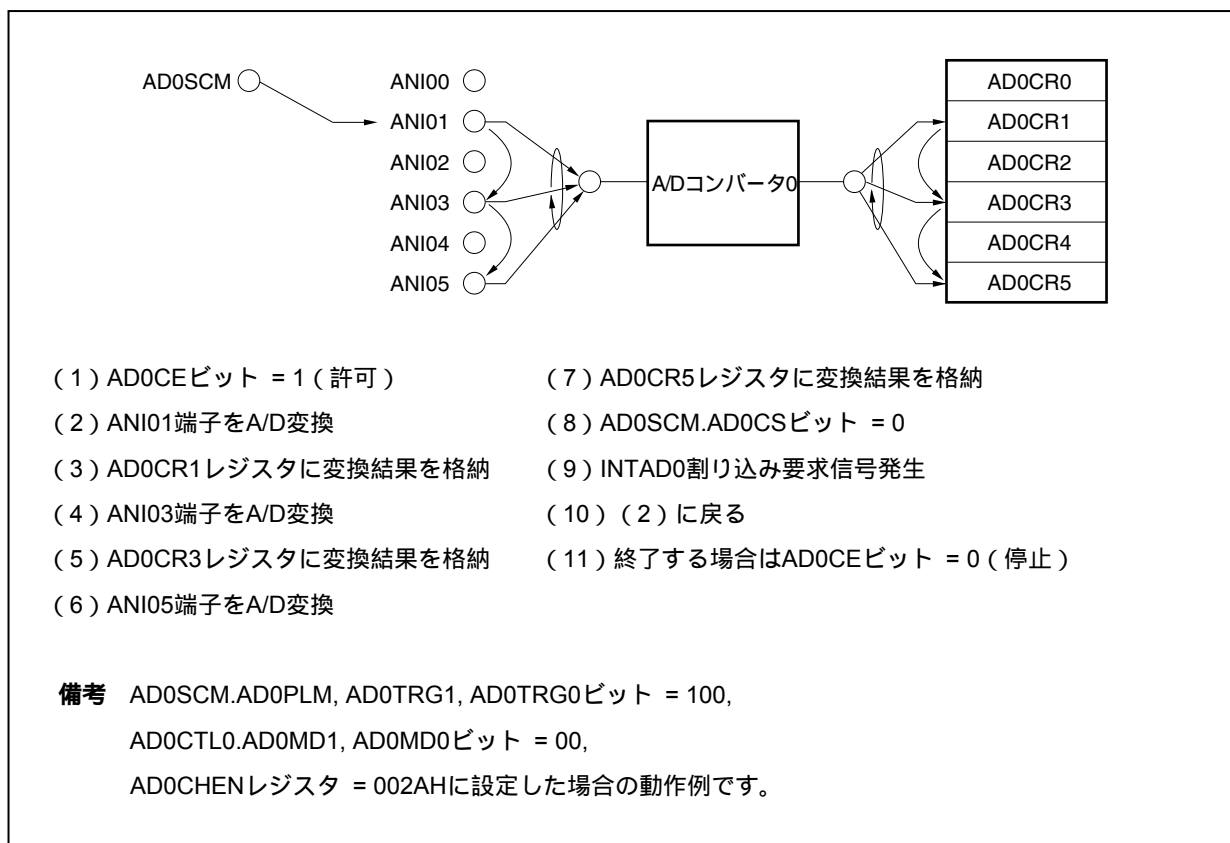 AD0SCM
ANI00
ANI01
ANI02
ANI03
ANI04
ANI05
A/Dコンバータ0
AD0CR0
AD0CR1
AD0CR2
AD0CR3
AD0CR4
AD0CR5
（1）AD0CEビット = 1（許可）
（2）ANI01端子をA/D変換
（3）AD0CR1レジスタに変換結果を格納
（4）ANI03端子をA/D変換
（5）AD0CR3レジスタに変換結果を格納
（6）ANI05端子をA/D変換
（7）AD0CR5レジスタに変換結果を格納
（8）AD0SCM.AD0CSビット = 0
（9）INTAD0割り込み要求信号発生
（10）（2）に戻る
（11）終了する場合はAD0CEビット = 0（停止）
備考 AD0SCM.AD0PLM, AD0TRG1, AD0TRG0ビット = 100,
AD0CTL0.AD0MD1, AD0MD0ビット = 00,
AD0CHENレジスタ = 002AHに設定した場合の動作例です。